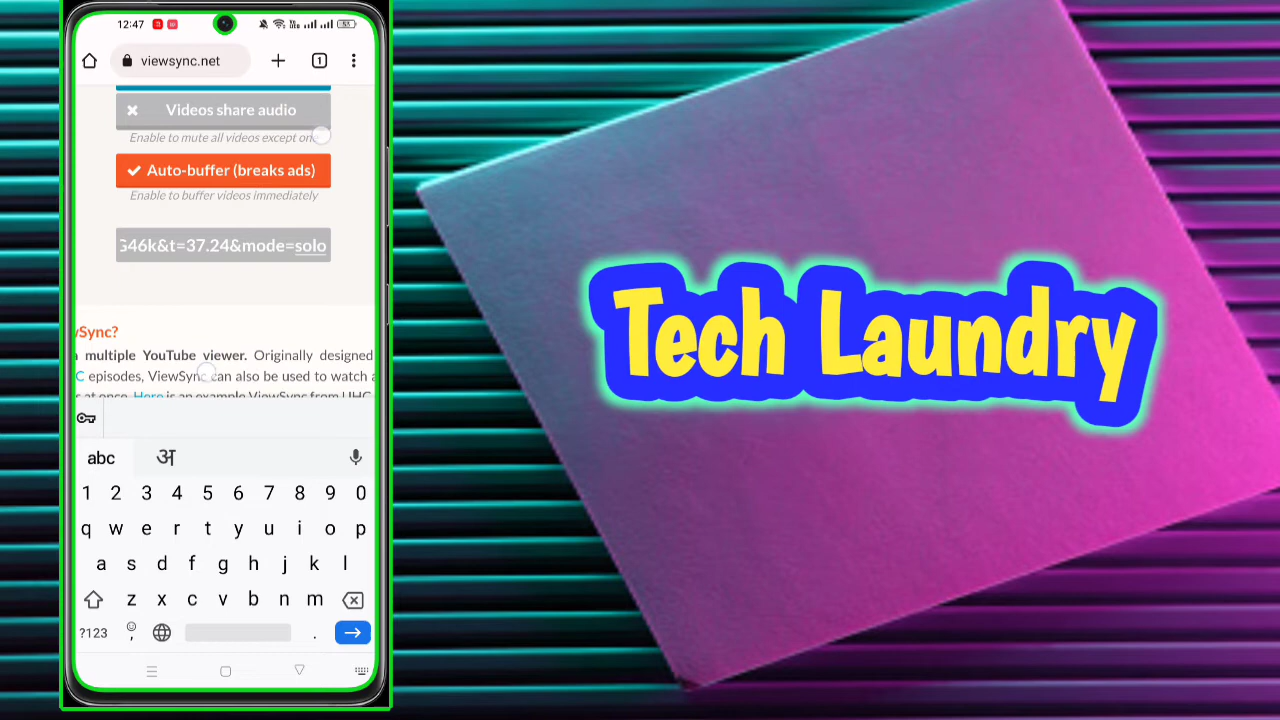 12:47
viewsync.net
1
Videos share audio
Enable to mute all videos except one
Auto-buffer (breaks ads)
Enable to buffer videos immediately
G46k&t=37.24&mode=solo
wSync?
multiple YouTube viewer. Originally designed
C episodes, ViewSync can also be used to watch a
at once. Here is an example ViewSync from UHC
abc अ
1 2 3 4 5 6 7 8 9 0
q w e r t y u i o p
a s d f g h j k l
z x c v b n m
?123 , .
Tech Laundry